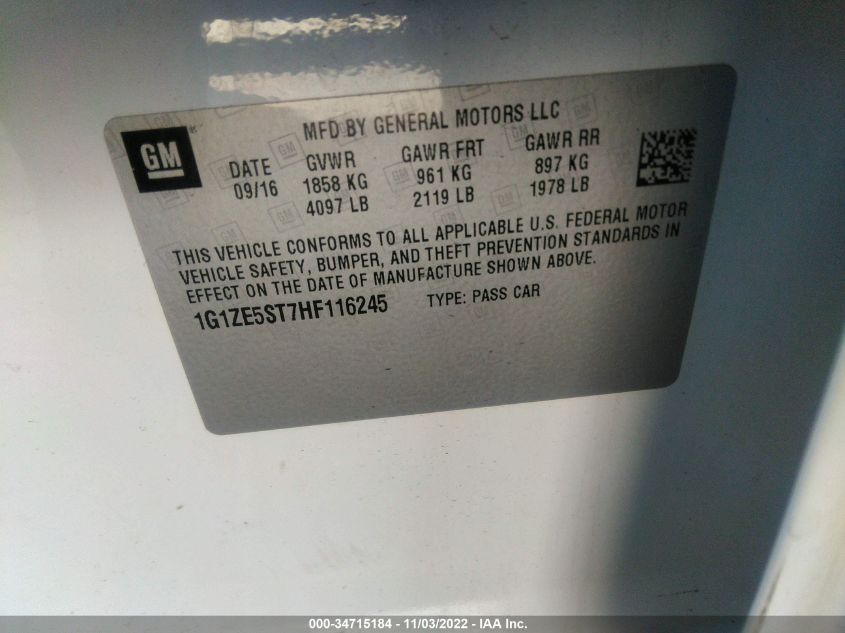 MFD BY GENERAL MOTORS LLC
GM
DATE GVWR GAWR FRT GAWR RR
09/16 1858 KG 961 KG 897 KG
4097 LB 2119 LB 1978 LB
THIS VEHICLE CONFORMS TO ALL APPLICABLE U.S. FEDERAL MOTOR
VEHICLE SAFETY, BUMPER, AND THEFT PREVENTION STANDARDS IN
EFFECT ON THE DATE OF MANUFACTURE SHOWN ABOVE.
1G1ZE5ST7HF116245 TYPE: PASS CAR
000-34715184 - 11/03/2022 - IAA Inc.